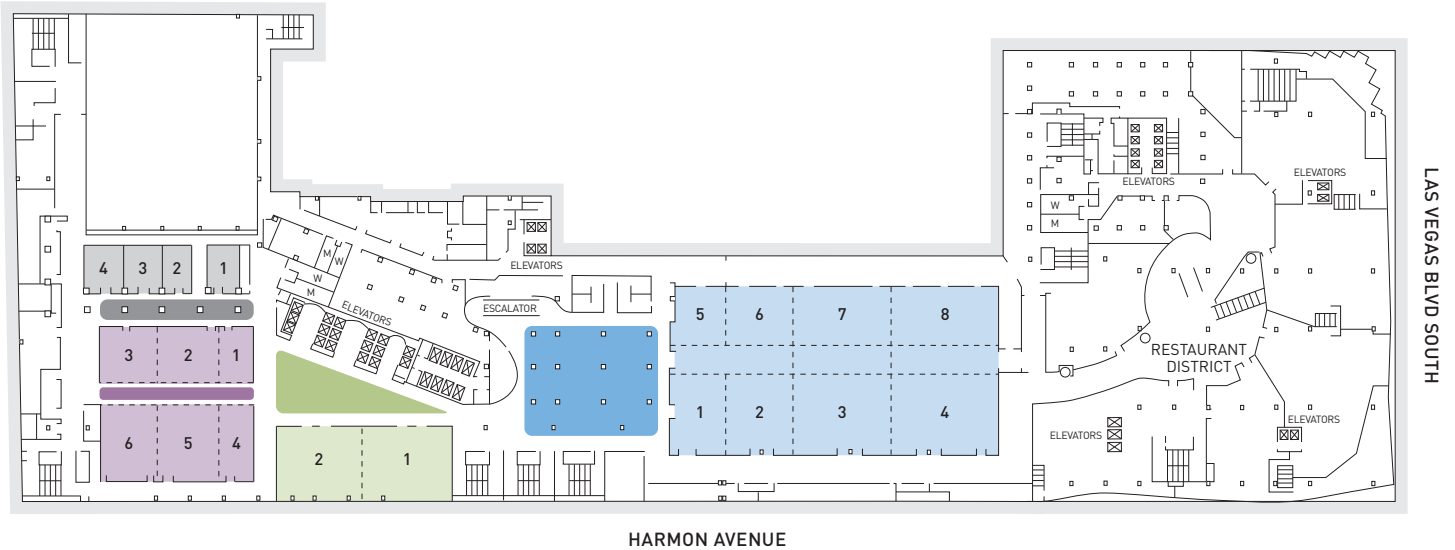 ELEVATORS
ELEVATORS
W
M
LAS VEGAS BLVD SOUTH
M
W
W
M
ELEVATORS
ELEVATORS
ESCALATOR
4
3
2
1
3
2
1
6
5
4
2
1
5
6
7
8
1
2
3
4
RESTAURANT
DISTRICT
ELEVATORS
ELEVATORS
HARMON AVENUE